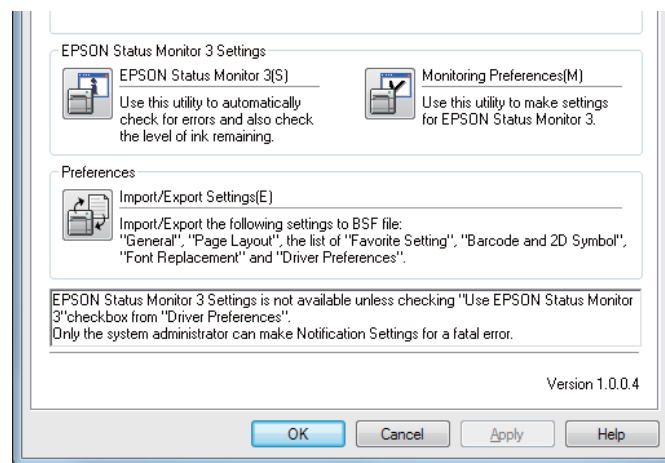 EPSON Status Monitor 3 Settings
EPSON Status Monitor 3(S)
Use this utility to automatically
check for errors and also check
the level of ink remaining.
Monitoring Preferences(M)
Use this utility to make settings
for EPSON Status Monitor 3.
Preferences
Import/Export Settings(E)
Import/Export the following settings to BSF file:
"General", "Page Layout", the list of "Favorite Setting", "Barcode and 2D Symbol",
"Font Replacement" and "Driver Preferences".
EPSON Status Monitor 3 Settings is not available unless checking "Use EPSON Status Monitor
3"checkbox from "Driver Preferences".
Only the system administrator can make Notification Settings for a fatal error.
Version 1.0.0.4
OK Cancel Apply Help